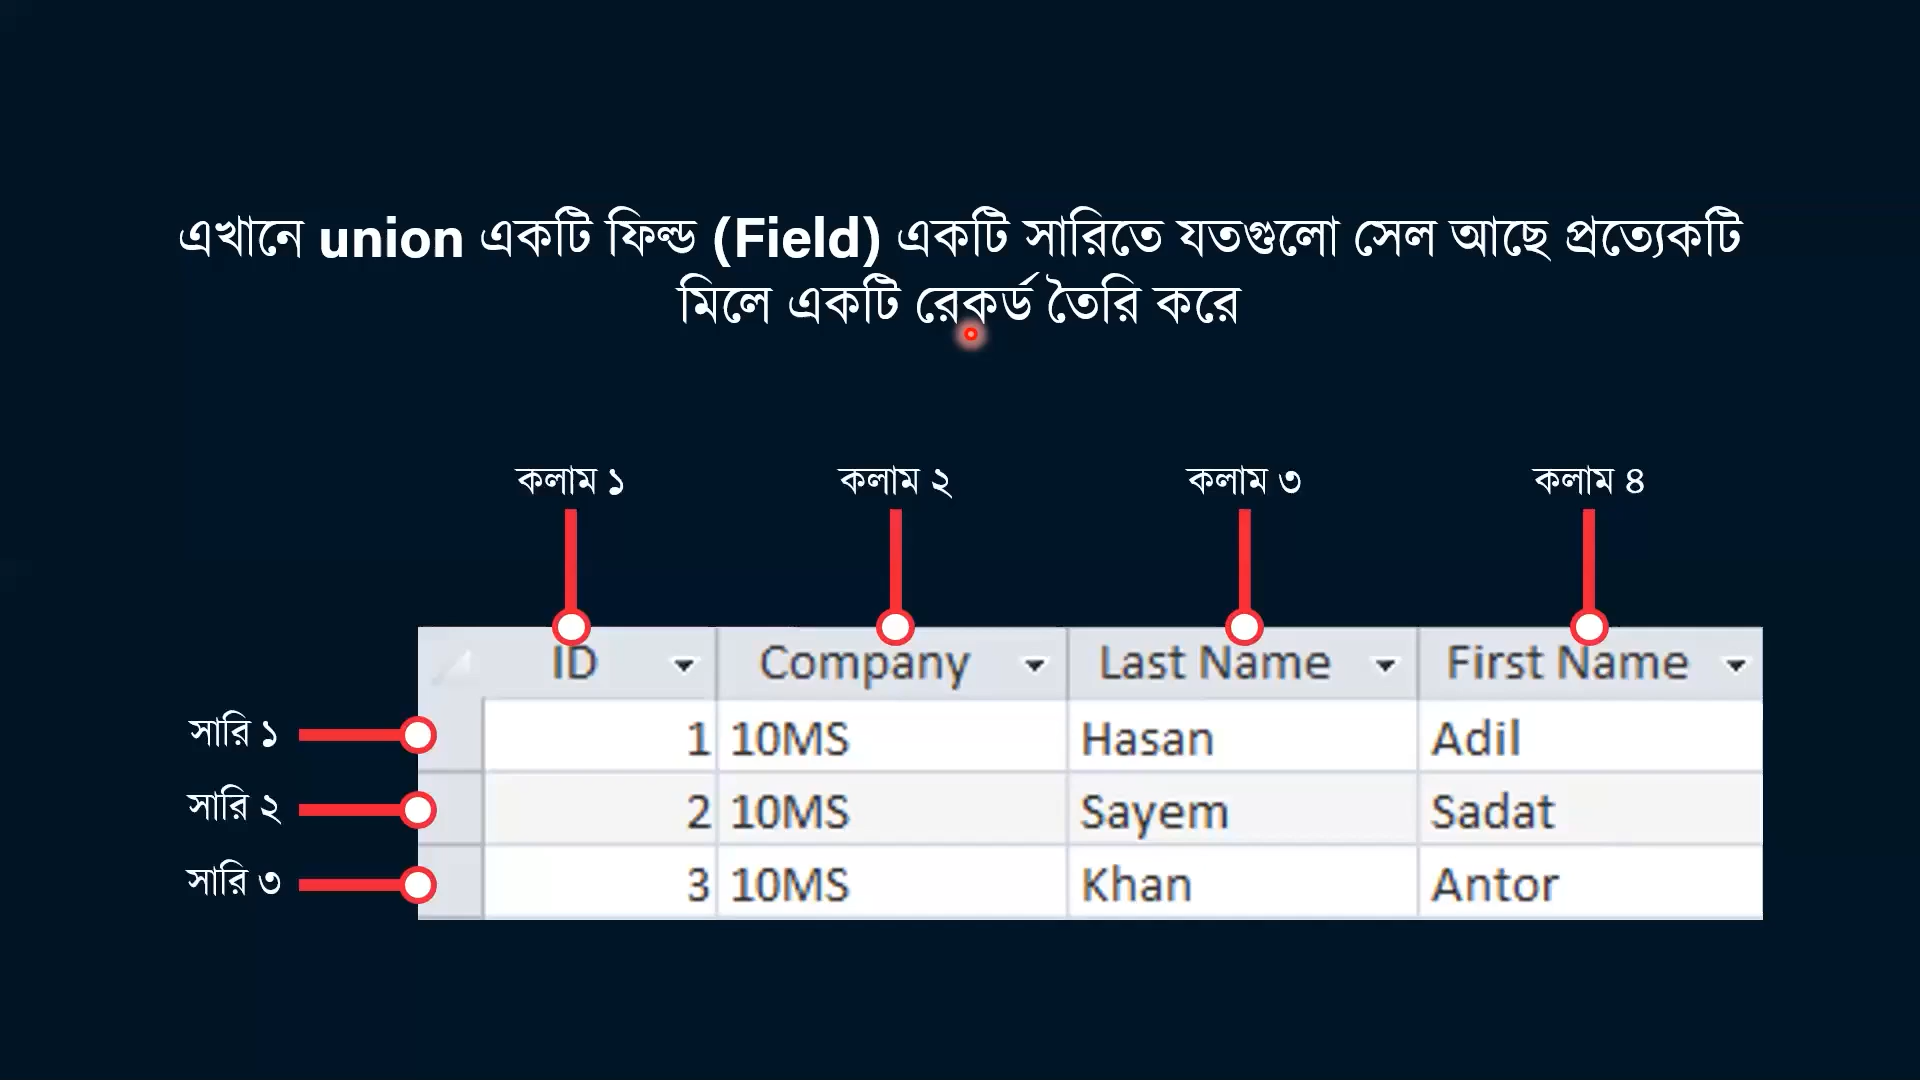 এখানে union একটি ফিল্ড (Field) একটি সারিতে যতগুলো সেল আছে প্রত্যেকটি
মিলে একটি রেকর্ড তৈরি করে
কলাম ১ কলাম ২ কলাম ৩ কলাম ৪
ID Company Last Name First Name
সারি ১ 1 10MS Hasan Adil
সারি ২ 2 10MS Sayem Sadat
সারি ৩ 3 10MS Khan Antor